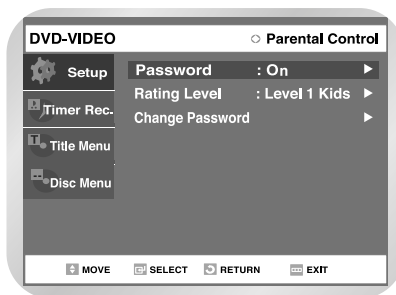 DVD-VIDEO Parental Control
Setup
Password : On
Rating Level : Level 1 Kids
Change Password
Timer Rec.
Title Menu
Disc Menu
MOVE SELECT RETURN EXIT